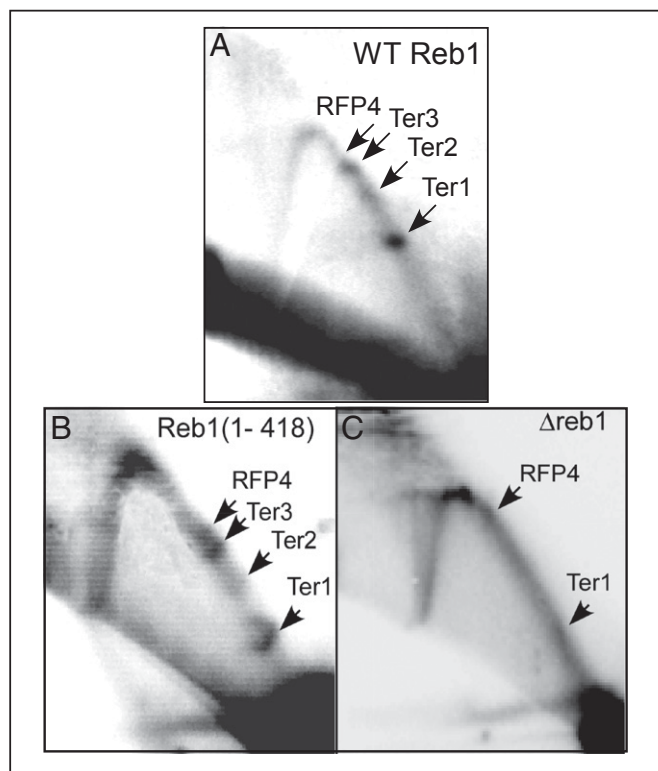 A
WT Reb1
RFP4
Ter3
Ter2
Ter1
B
Reb1(1- 418)
RFP4
Ter3
Ter2
Ter1
C
Δreb1
RFP4
Ter1